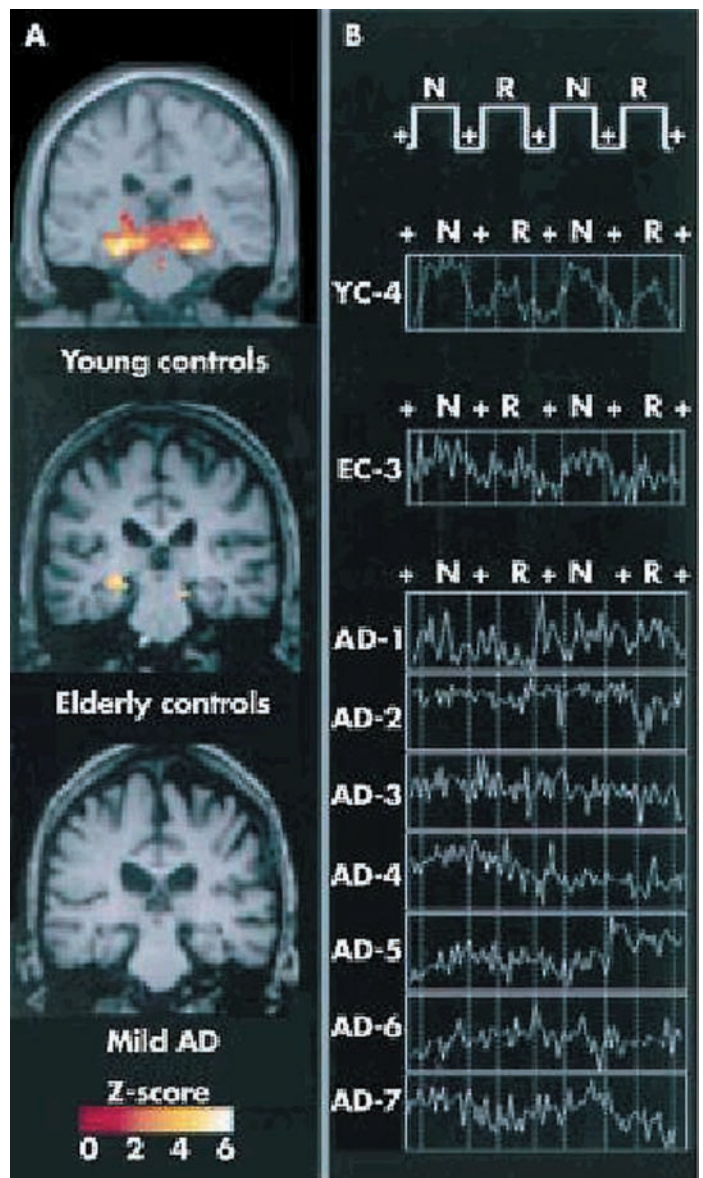 A
Young controls
Elderly controls
Mild AD
Z-score
0 2 4 6
B
N R N R
+ + + + +
+ N + R + N + R +
YC-4
+ N + R + N + R +
EC-3
+ N + R + N + R +
AD-1
AD-2
AD-3
AD-4
AD-5
AD-6
AD-7